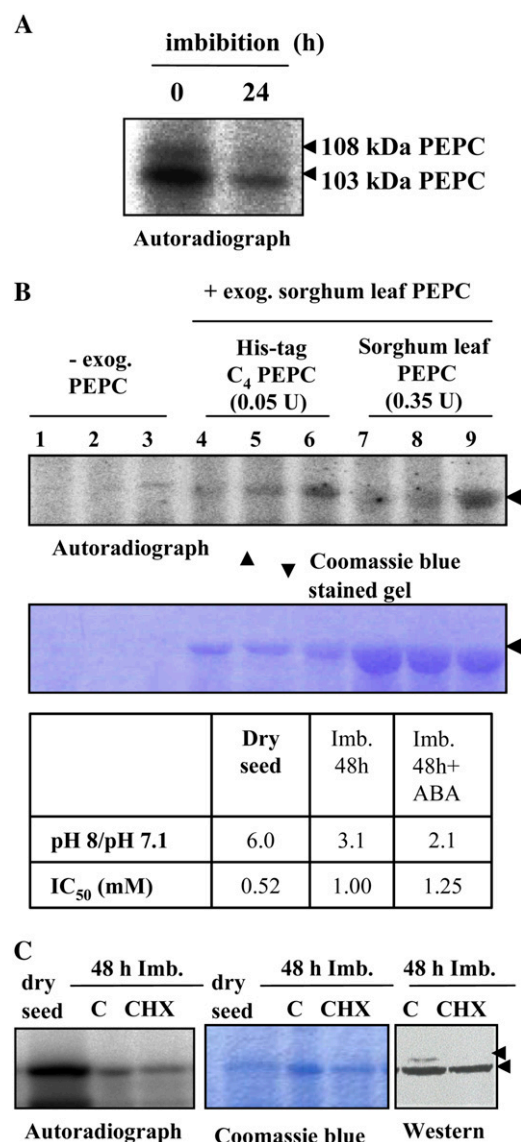 A
imbibition (h)
0 24
108 kDa PEPC
103 kDa PEPC
Autoradiograph
B
+ exog. sorghum leaf PEPC
- exog.
PEPC
His-tag
C₄ PEPC
(0.05 U)
Sorghum leaf
PEPC
(0.35 U)
1 2 3 4 5 6 7 8 9
Autoradiograph
Coomassie blue
stained gel
Dry
seed
Imb.
48h
Imb.
48h+
ABA
pH 8/pH 7.1 6.0 3.1 2.1
IC₅₀ (mM) 0.52 1.00 1.25
C
dry
seed
48 h Imb.
C CHX
dry
seed
48 h Imb.
C CHX
48 h Imb.
C CHX
Autoradiograph
Coomassie blue
Western